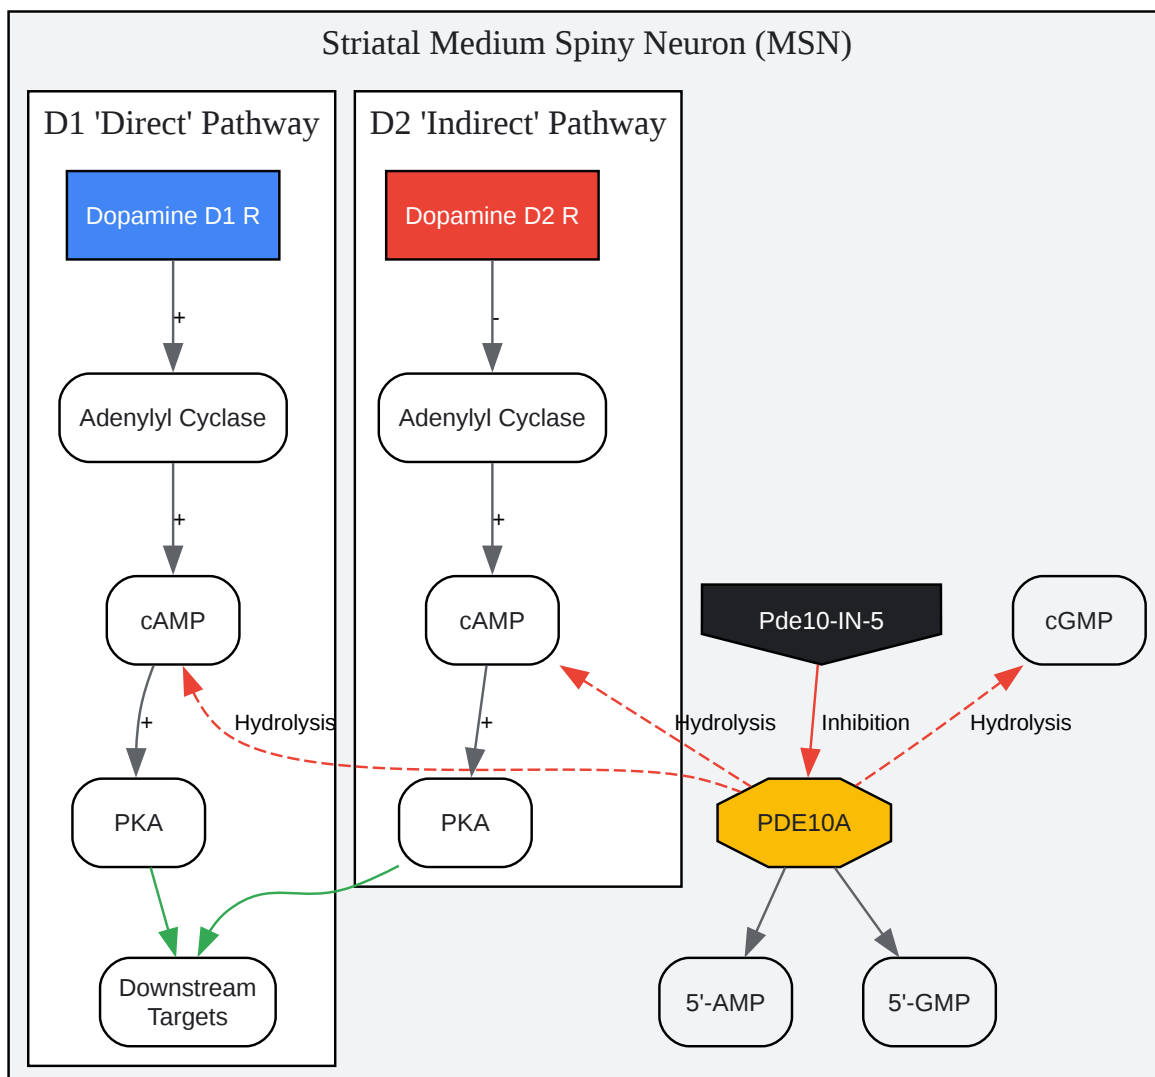 Striatal Medium Spiny Neuron (MSN)
D1 'Direct' Pathway
D2 'Indirect' Pathway
Dopamine D1 R
Dopamine D2 R
+
-
Adenylyl Cyclase
Adenylyl Cyclase
+
+
cAMP
cAMP
Pde10-IN-5
cGMP
+
Hydrolysis
+
Hydrolysis
Inhibition
Hydrolysis
PKA
PKA
PDE10A
Downstream
Targets
5'-AMP
5'-GMP